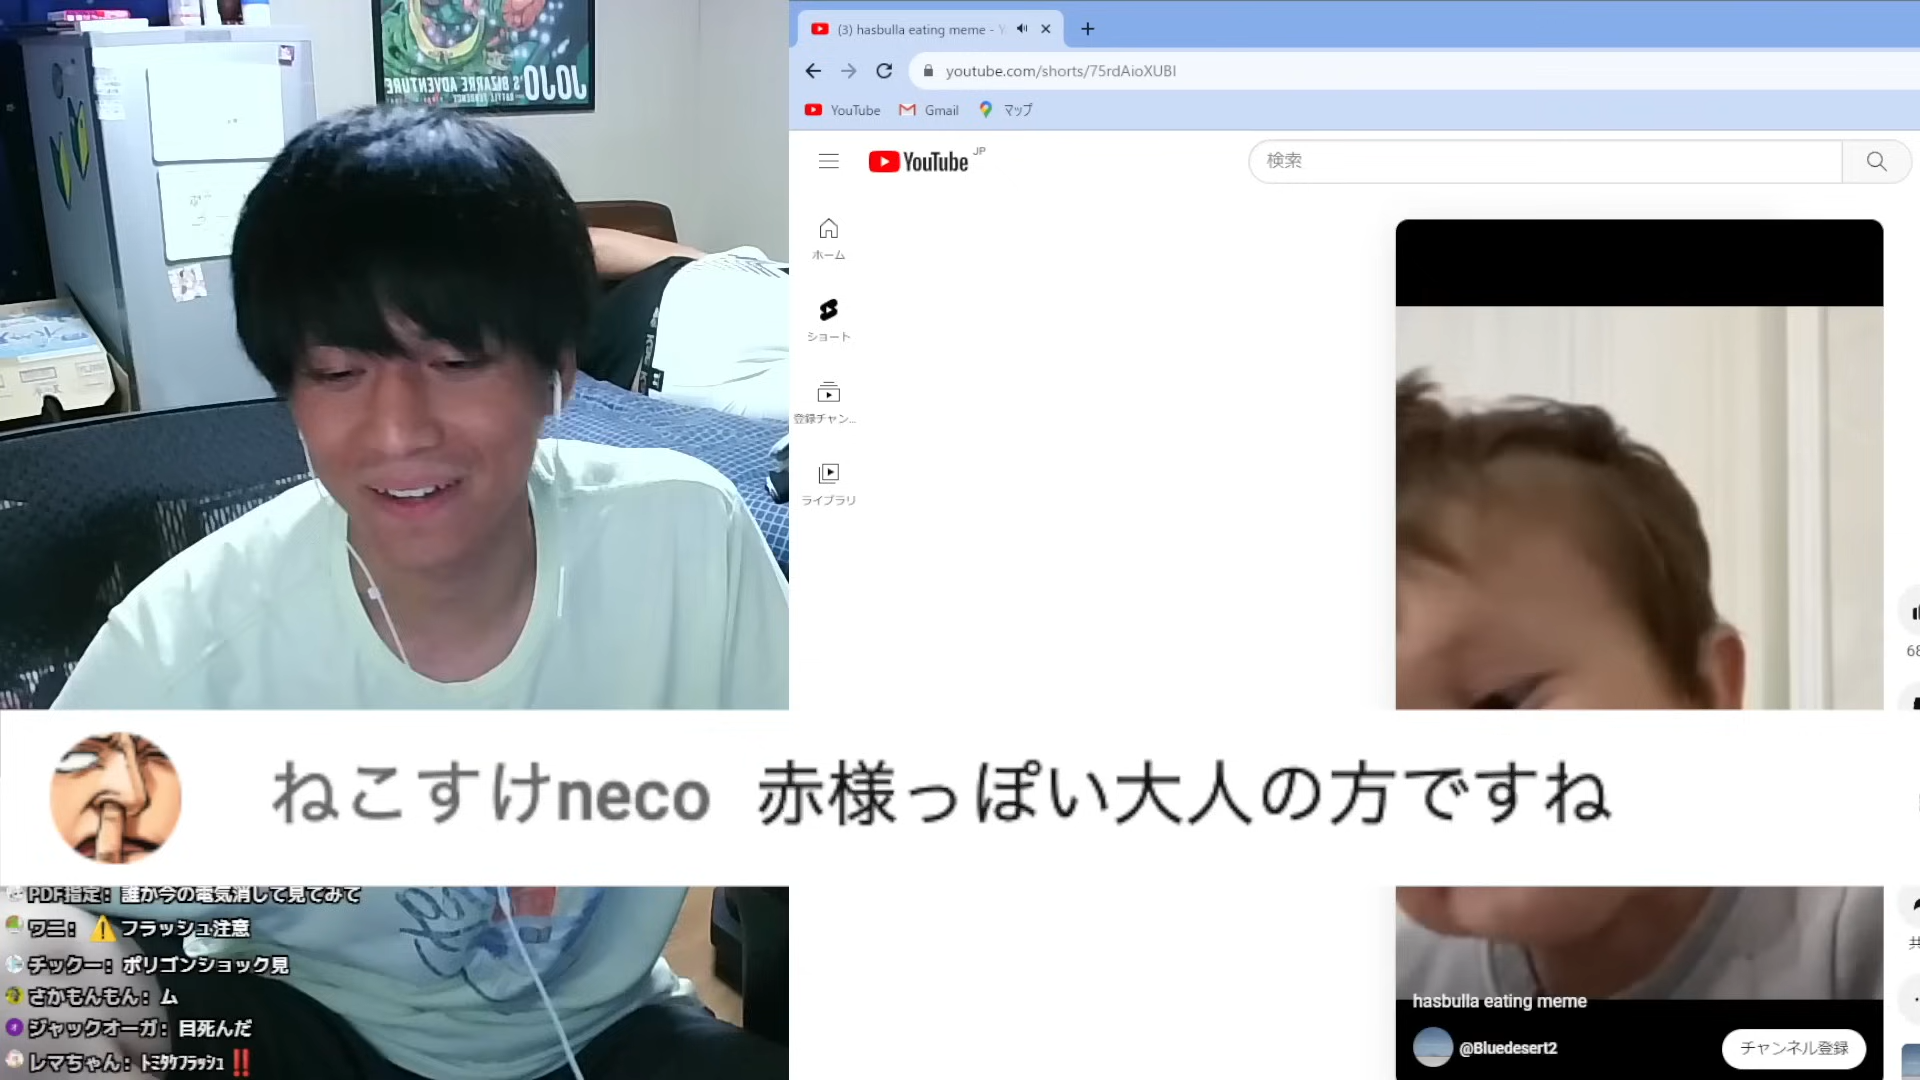 JOJO
'S BIZARRE ADVENTURE
BATTLE TENDENCY
(3) hasbulla eating meme - Y
youtube.com/shorts/75rdAioXUBI
YouTube
Gmail
マップ
YouTube JP
検索
ホーム
ショート
登録チャン...
ライブラリ
ねこすけneco 赤様っぽい大人の方ですね
PDF指定: 誰か今の電気消して見てみて
ワニ: ⚠️フラッシュ注意
チックー: ポリゴンショック見
さかもんもん: ム
ジャックオーガ: 目死んだ
レマちゃん: トミタケフラッシュ‼️
hasbulla eating meme
@Bluedesert2
チャンネル登録